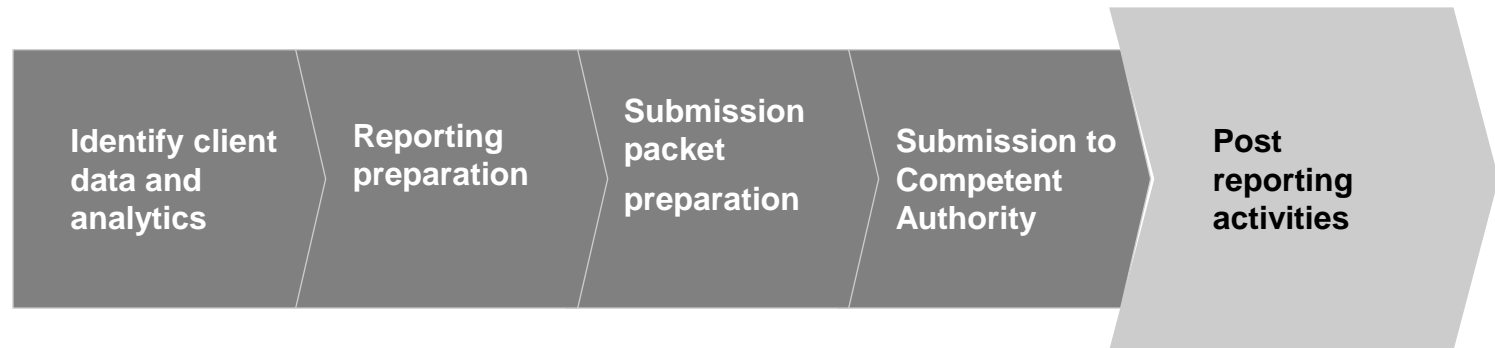 Identify client
data and
analytics
Reporting
preparation
Submission
packet
preparation
Submission to
Competent
Authority
Post
reporting
activities